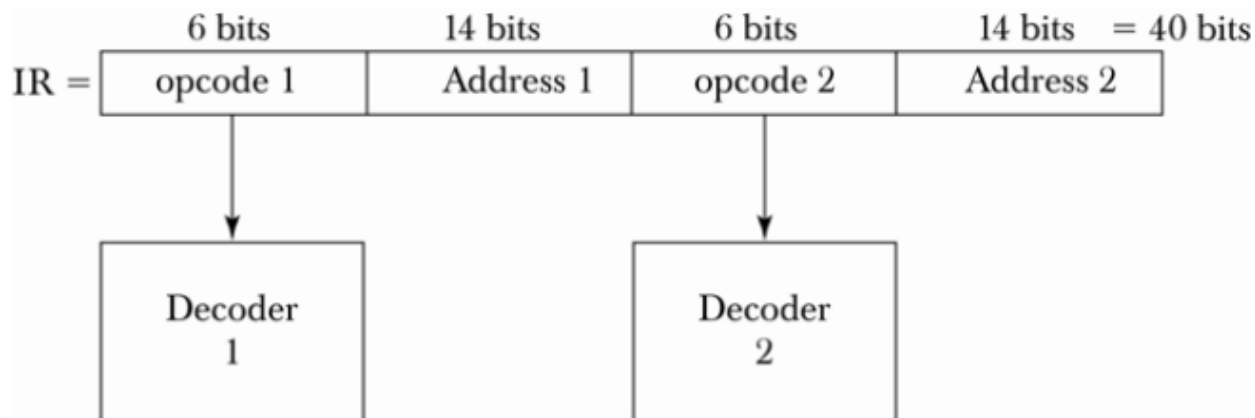 6 bits 14 bits 6 bits 14 bits = 40 bits
IR = opcode 1 Address 1 opcode 2 Address 2
Decoder Decoder
1 2